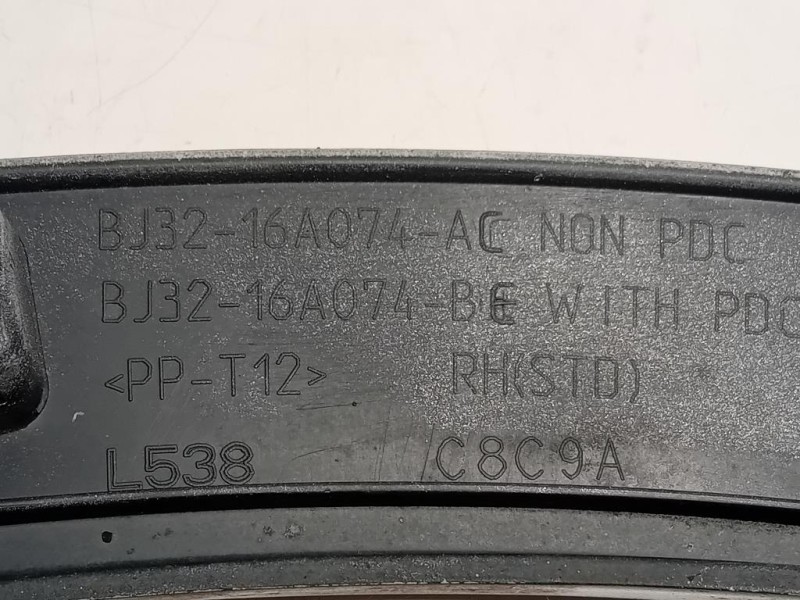 BJ32-16A074-AC NON PDC
BJ32-16A074-BE WITH PDC
<PP-T12> RH(STD)
L538 C8C9A